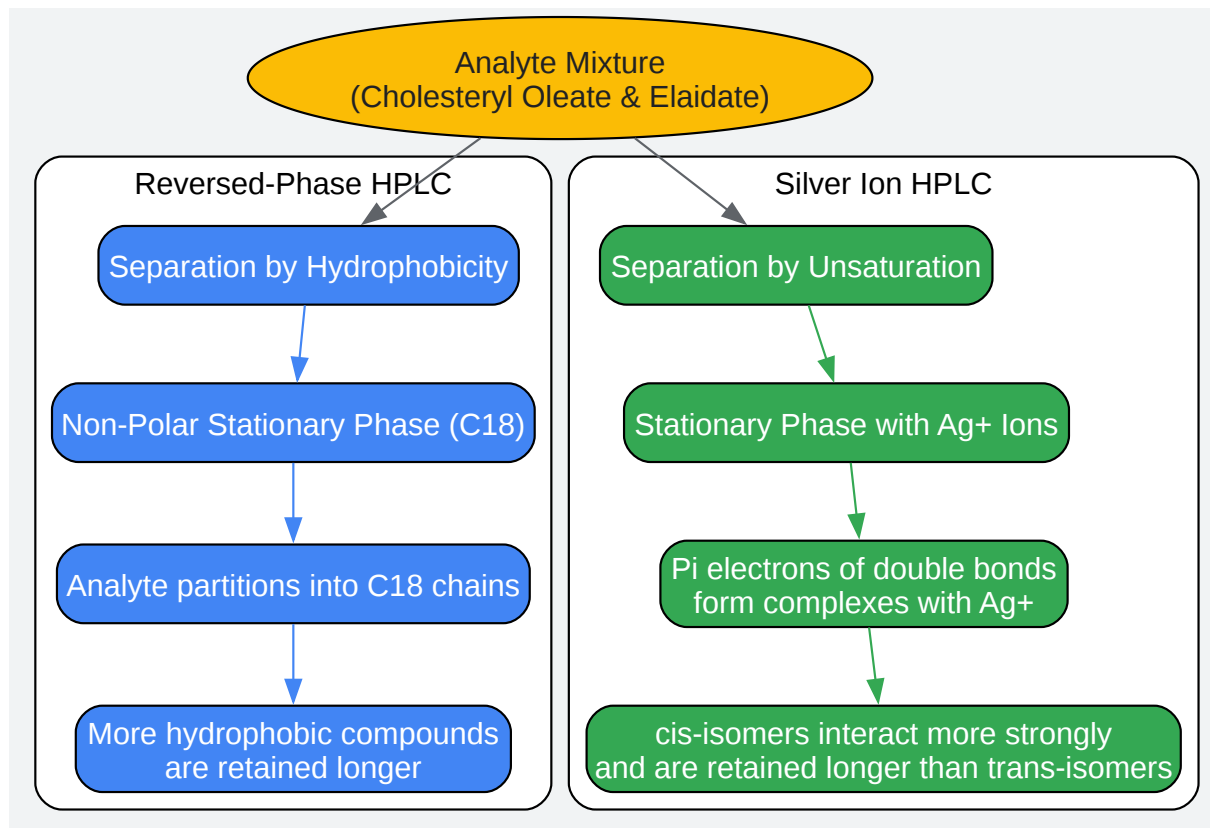 Analyte Mixture
(Cholesteryl Oleate & Elaidate)
Reversed-Phase HPLC
Separation by Hydrophobicity
Non-Polar Stationary Phase (C18)
Analyte partitions into C18 chains
More hydrophobic compounds
are retained longer
Silver Ion HPLC
Separation by Unsaturation
Stationary Phase with Ag+ Ions
Pi electrons of double bonds
form complexes with Ag+
cis-isomers interact more strongly
and are retained longer than trans-isomers